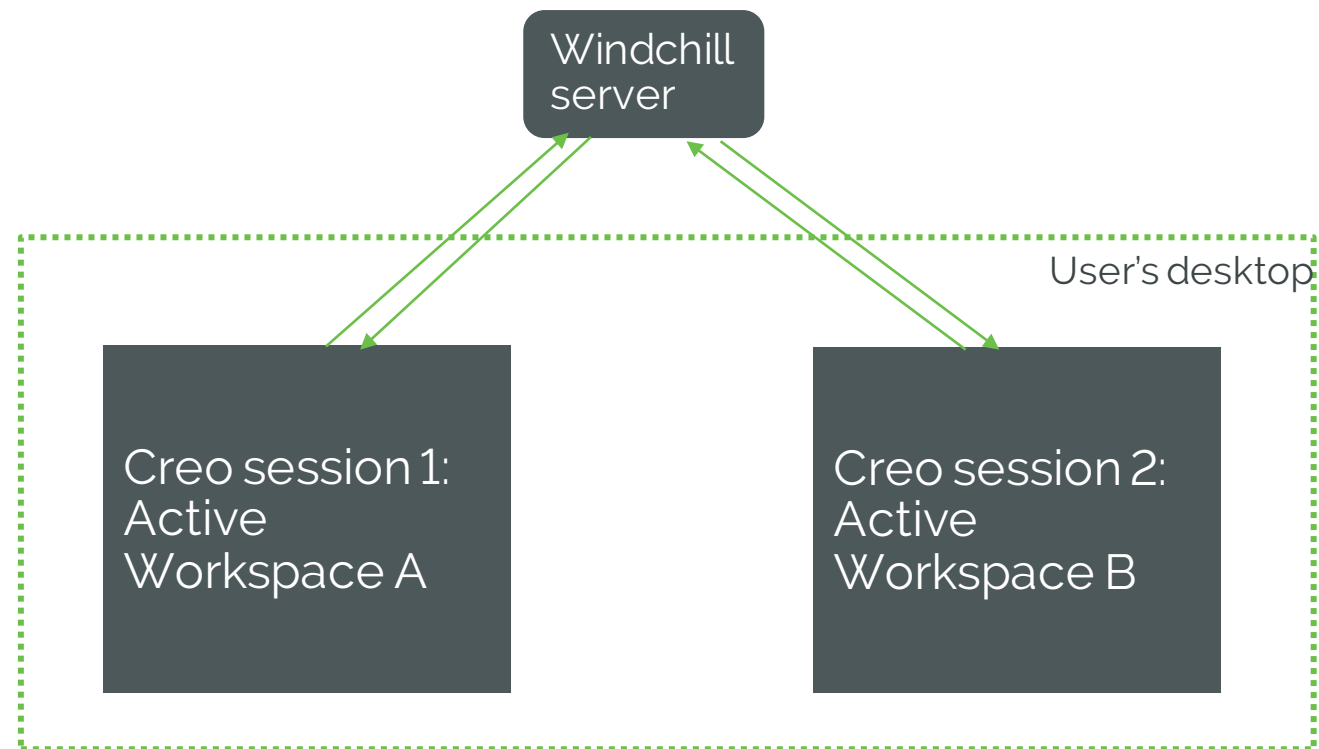 Windchill
server
User's desktop
Creo session 1:
Active
Workspace A
Creo session 2:
Active
Workspace B